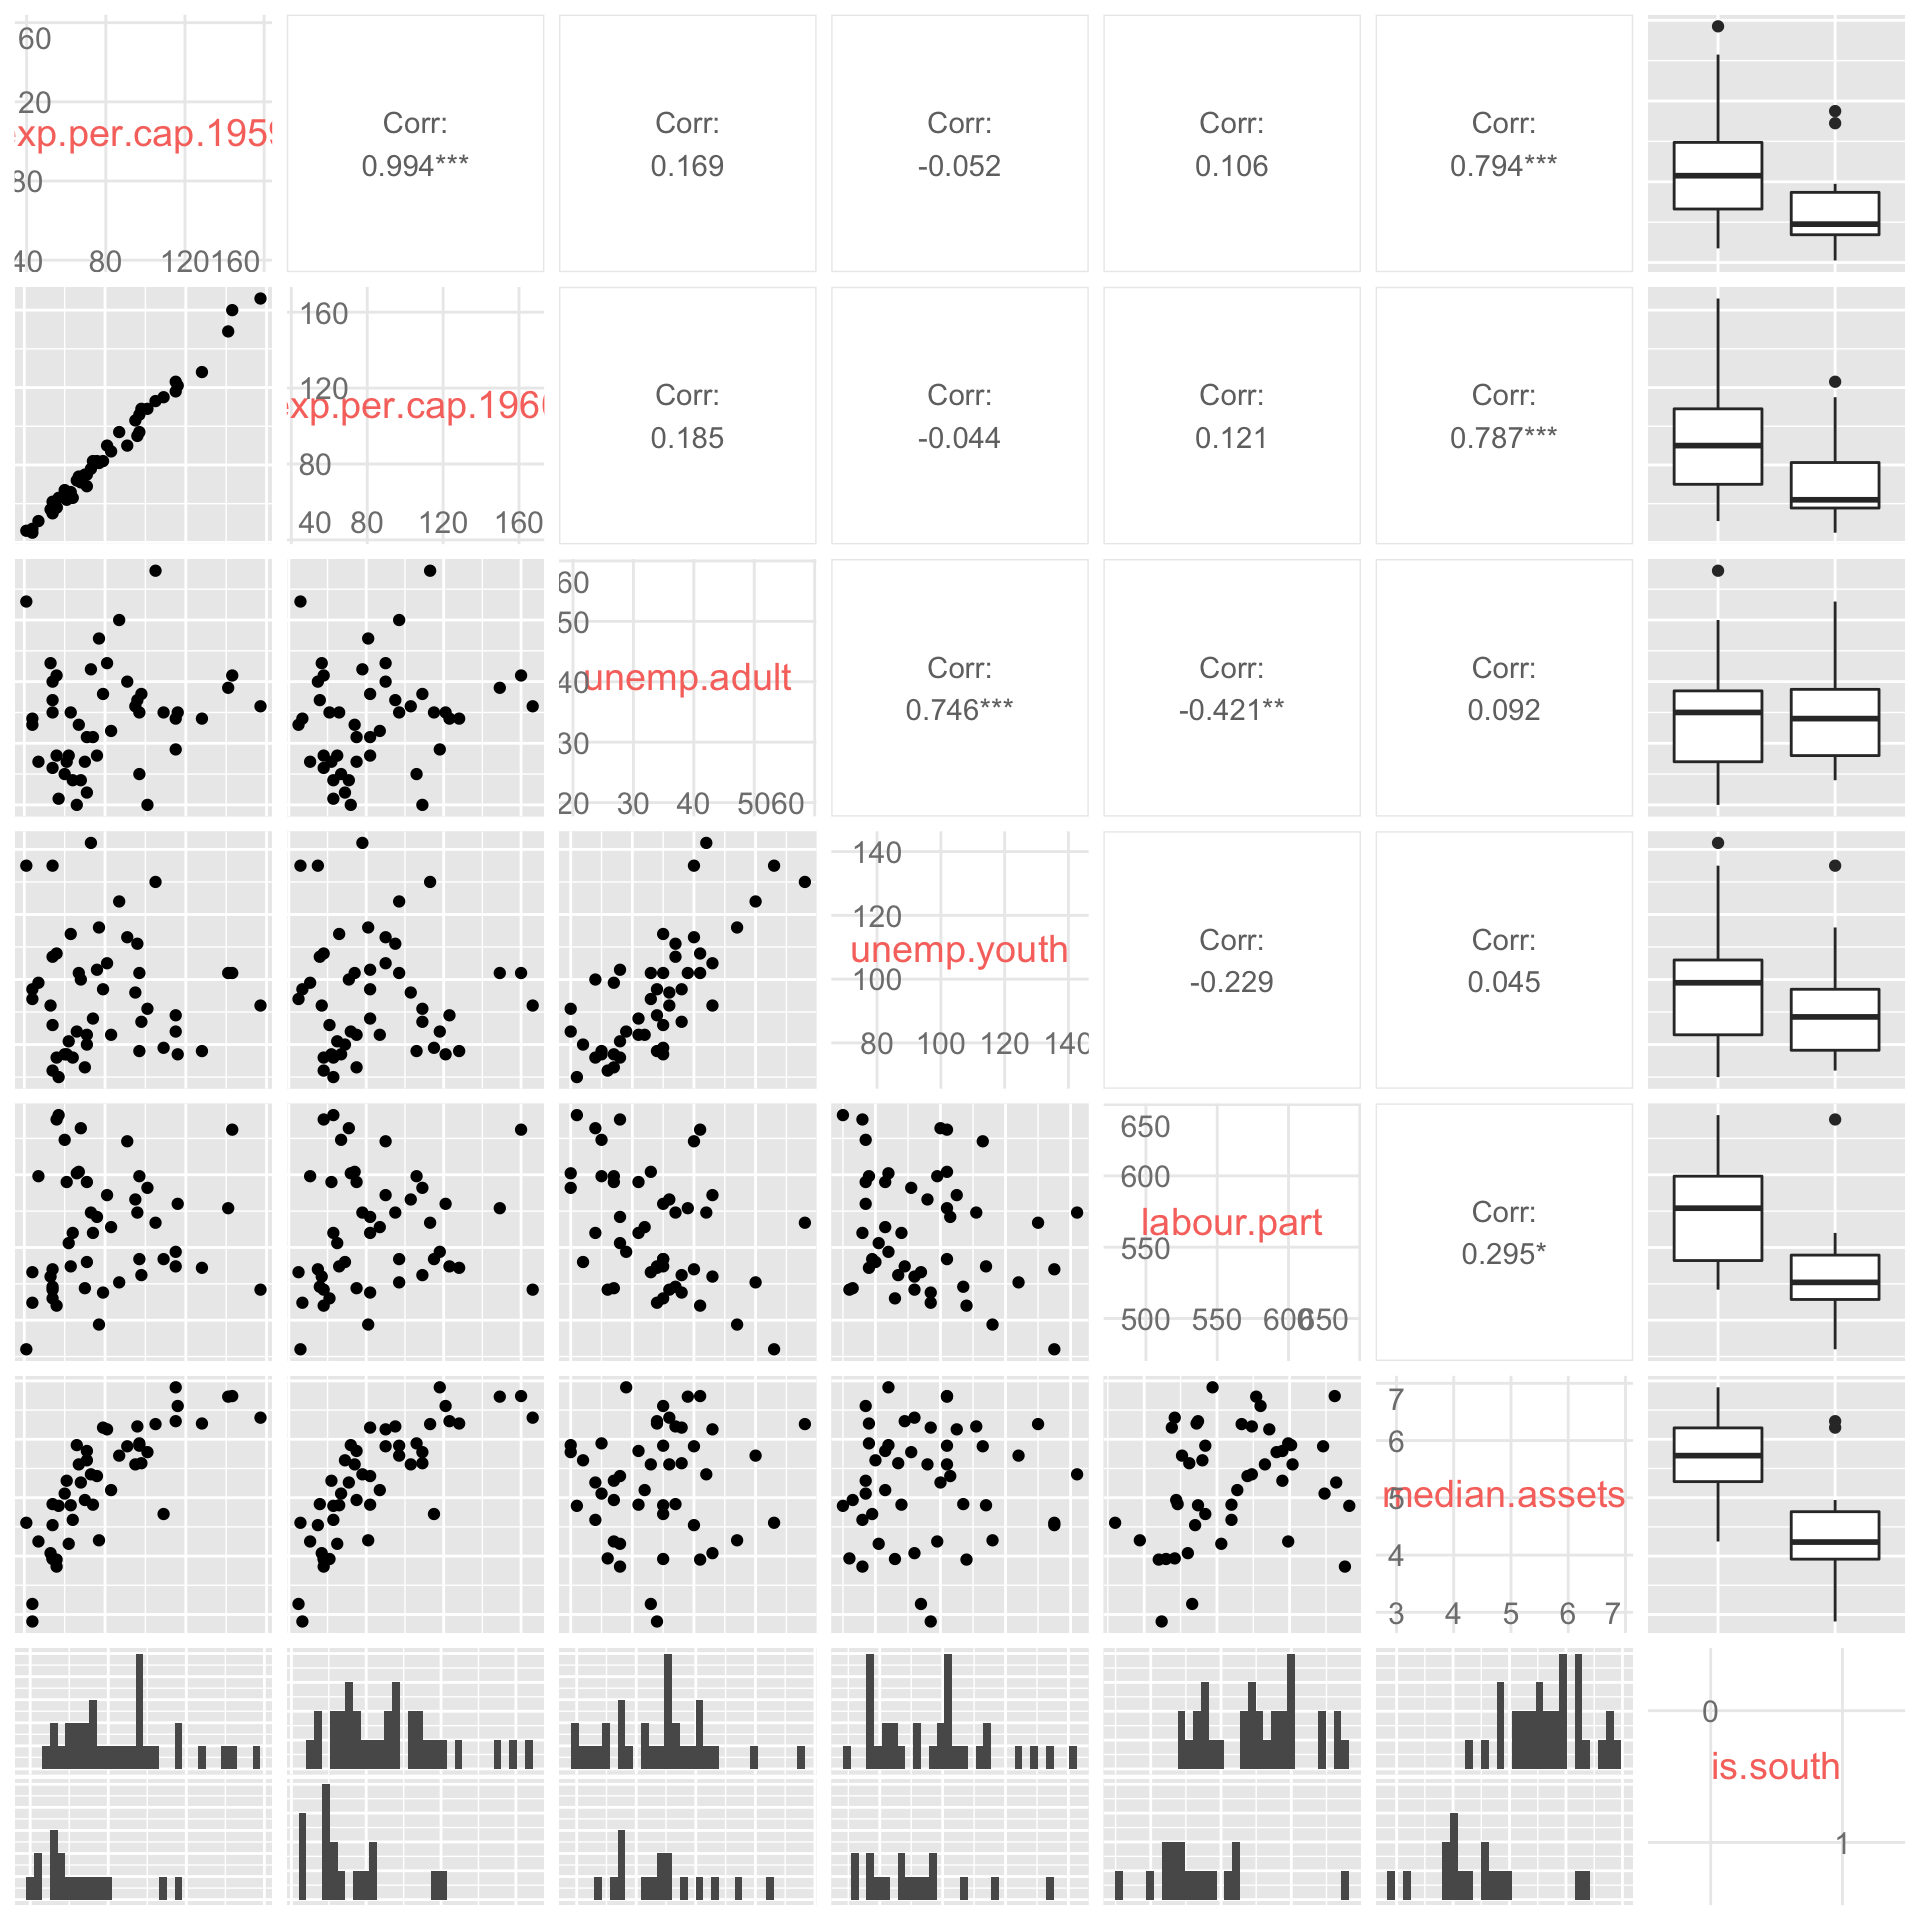 60
20
xp.per.cap.1959
80
40 80 120 160
Corr:
0.994***
Corr:
0.169
Corr:
-0.052
Corr:
0.106
Corr:
0.794***
160
120
exp.per.cap.1960
80
40 80 120 160
Corr:
0.185
Corr:
-0.044
Corr:
0.121
Corr:
0.787***
60
50
40
unemp.adult
30
20 30 40 50 60
Corr:
0.746***
Corr:
-0.421**
Corr:
0.092
140
120
unemp.youth
100
80 100 120 140
Corr:
-0.229
Corr:
0.045
650
600
labour.part
550
500 550 600 650
Corr:
0.295*
7
6
median.assets
5
4
3 4 5 6 7
0
is.south
1